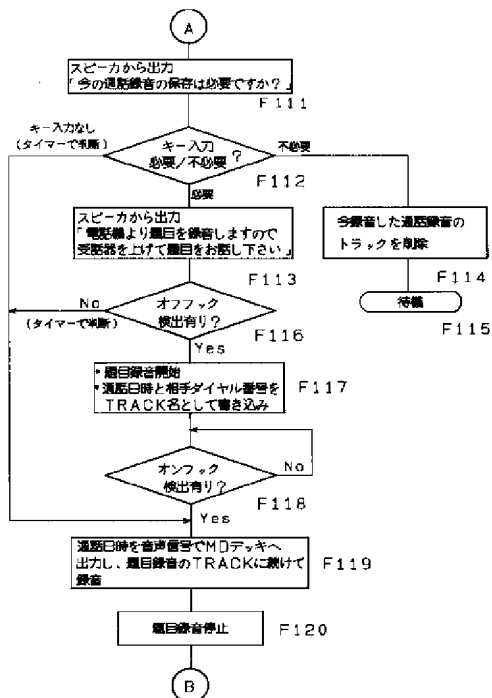 A
スピーカから出力
「今の通話録音の保存は必要ですか？」
F111
キー入力なし
(タイマーで判断)
キー入力
必要/不必要?
不必要
F112
必要
スピーカから出力
「電話機より題目を録音しますので
受話器を上げて題目をお話し下さい」
F113
今録音した通話録音の
トラックを削除
F114
待機
F115
No
(タイマーで判断)
オフフック
検出有り?
F116
Yes
• 題目録音開始
• 通話日時と相手ダイヤル番号を
TRACK名として書き込み
F117
オンフック
検出有り?
No
F118
Yes
通話日時を音声信号でMDデッキへ
出力し、題目録音のTRACKに続けて
録音
F119
題目録音停止
F120
B